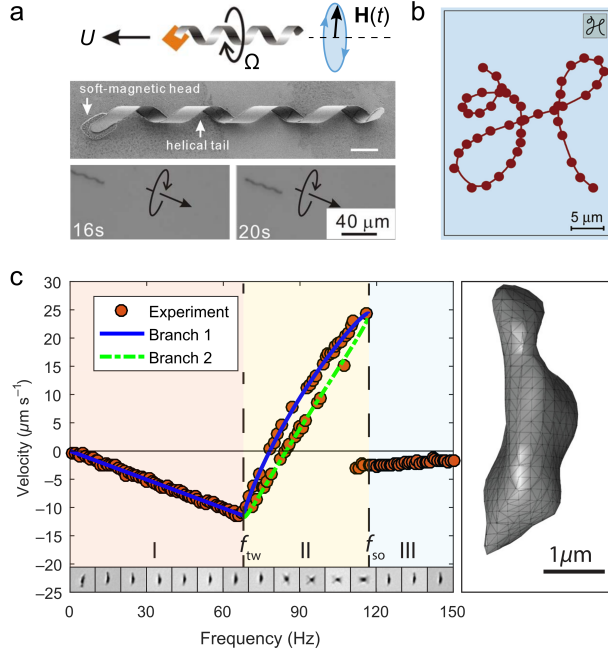 a
U
Ω
H(t)
soft-magnetic head
helical tail
16s
20s
40 μm
b
ℋ
5 μm
c
Velocity (μm s⁻¹)
30
25
20
15
10
5
0
−5
−10
−15
−20
−25
Experiment
Branch 1
Branch 2
I
f_tw
II
f_so
III
0
30
60
90
120
150
Frequency (Hz)
1μm